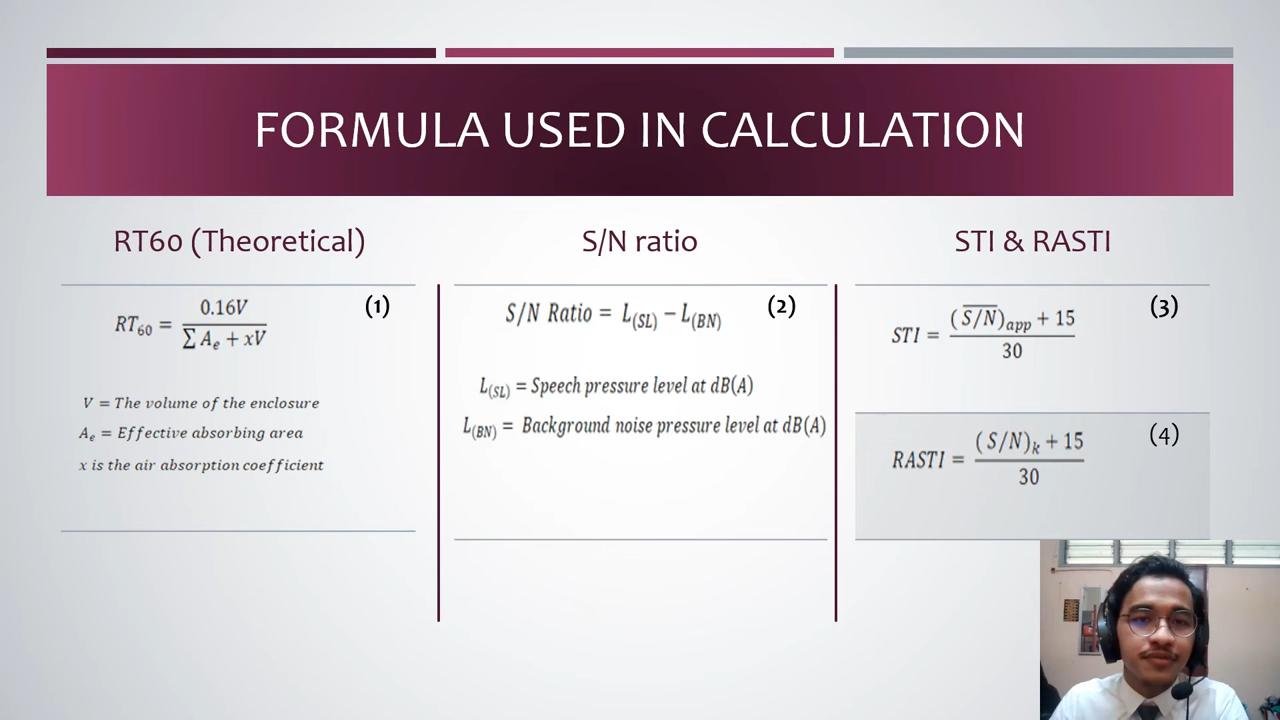 FORMULA USED IN CALCULATION
RT60 (Theoretical)
RT₆₀ = 0.16V / ∑ Aₑ + xV (1)
V = The volume of the enclosure
Aₑ = Effective absorbing area
x is the air absorption coefficient
S/N ratio
S/N Ratio = L(SL) − L(BN) (2)
L(SL) = Speech pressure level at dB(A)
L(BN) = Background noise pressure level at dB(A)
STI & RASTI
STI = (S/N)app + 15 / 30 (3)
RASTI = (S/N)k + 15 / 30 (4)